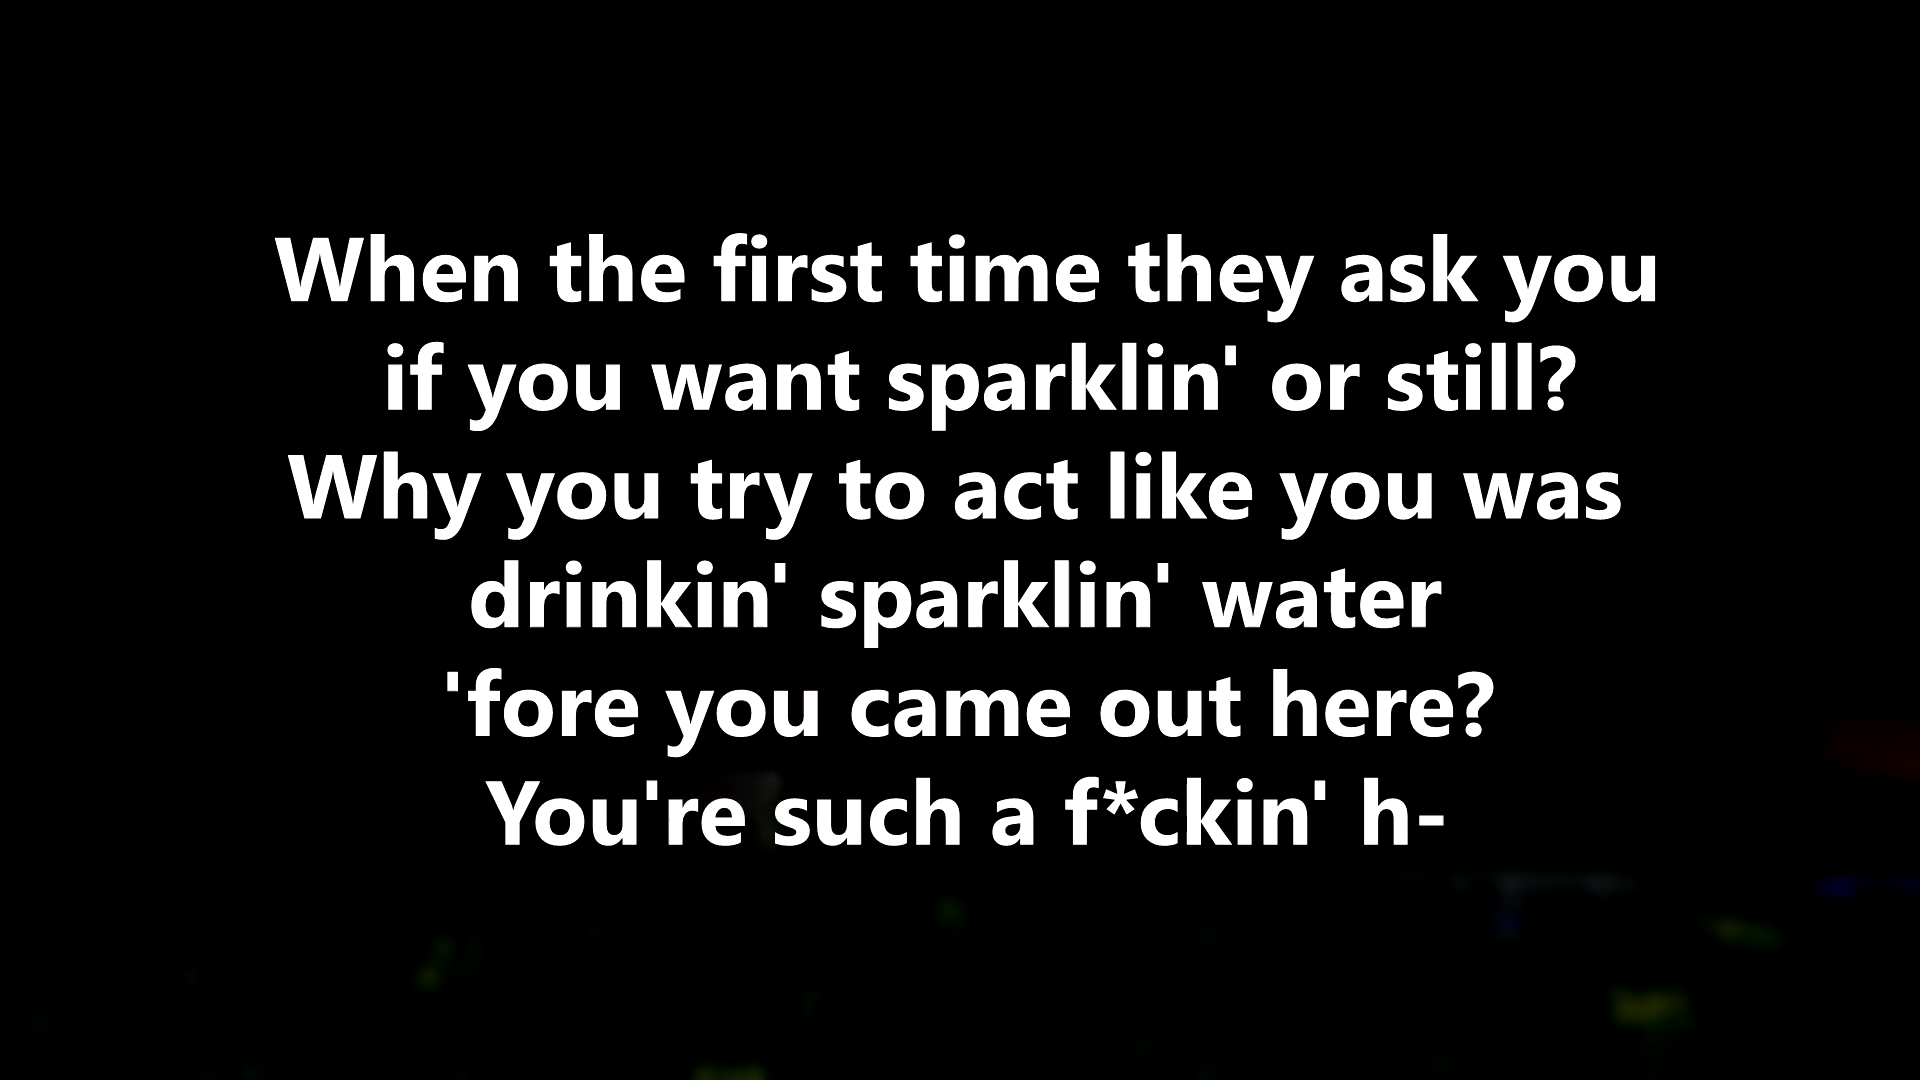 When the first time they ask you
if you want sparklin' or still?
Why you try to act like you was
drinkin' sparklin' water
'fore you came out here?
You're such a f*ckin' h-